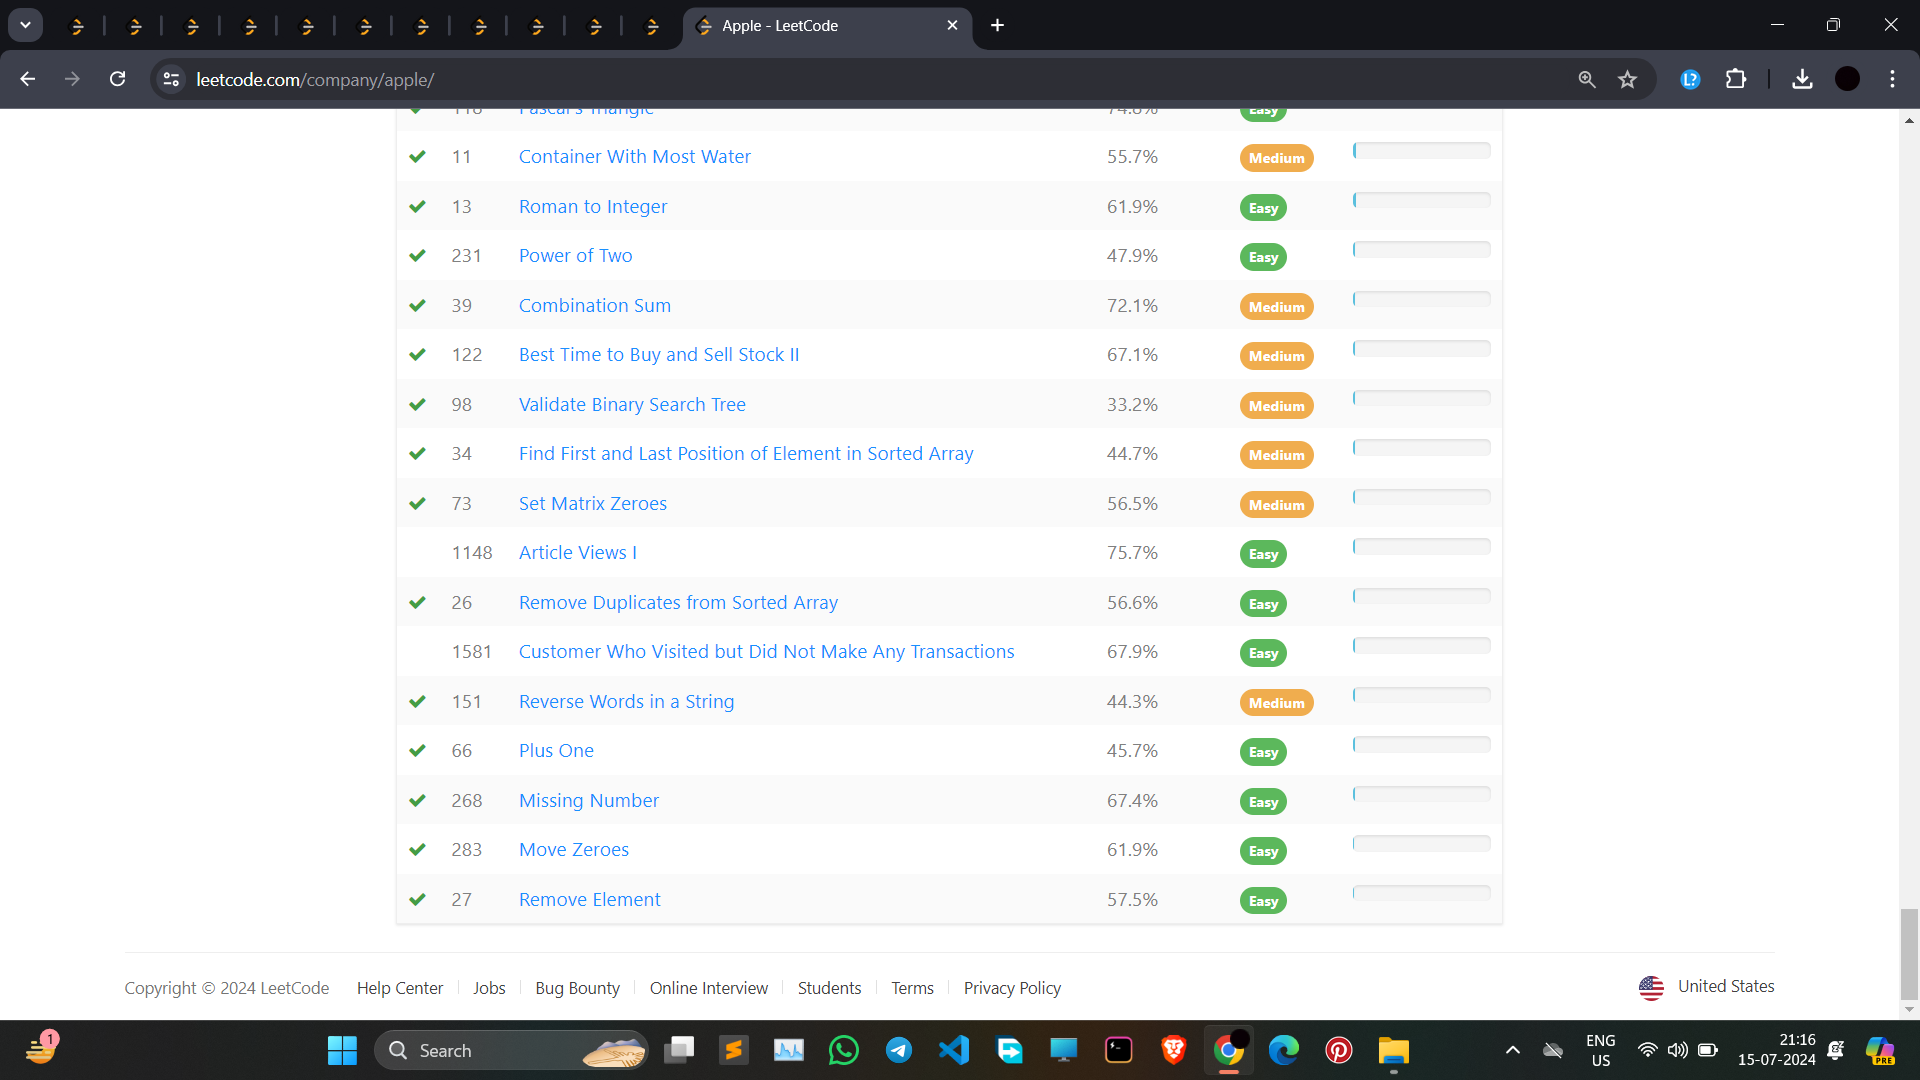 Apple - LeetCode
leetcode.com/company/apple/
118 Pascal's Triangle 74.8% Easy
11 Container With Most Water 55.7% Medium
13 Roman to Integer 61.9% Easy
231 Power of Two 47.9% Easy
39 Combination Sum 72.1% Medium
122 Best Time to Buy and Sell Stock II 67.1% Medium
98 Validate Binary Search Tree 33.2% Medium
34 Find First and Last Position of Element in Sorted Array 44.7% Medium
73 Set Matrix Zeroes 56.5% Medium
1148 Article Views I 75.7% Easy
26 Remove Duplicates from Sorted Array 56.6% Easy
1581 Customer Who Visited but Did Not Make Any Transactions 67.9% Easy
151 Reverse Words in a String 44.3% Medium
66 Plus One 45.7% Easy
268 Missing Number 67.4% Easy
283 Move Zeroes 61.9% Easy
27 Remove Element 57.5% Easy
Copyright © 2024 LeetCode Help Center Jobs Bug Bounty Online Interview Students Terms Privacy Policy United States
1 Search ENG 21:16
US 15-07-2024 PRE